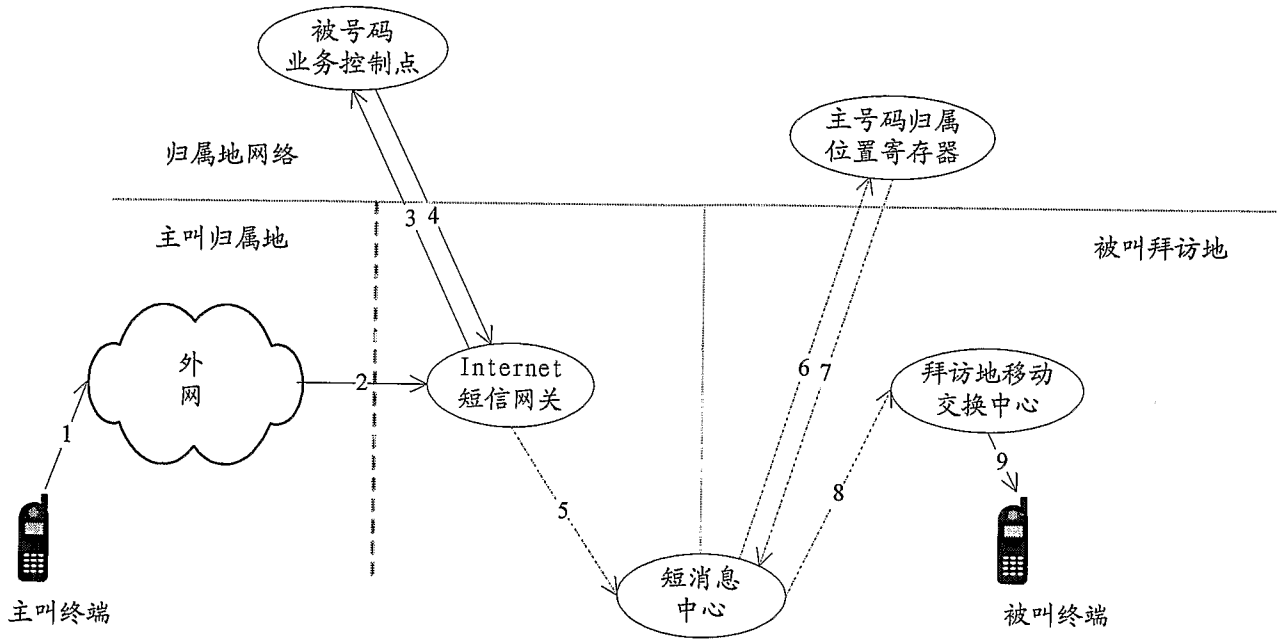 被号码
业务控制点
主号码归属
位置寄存器
归属地网络
3 4
主叫归属地
被叫拜访地
外
网
2
Internet
短信网关
6 7
拜访地移动
交换中心
1
9
5
8
短消息
中心
主叫终端
被叫终端